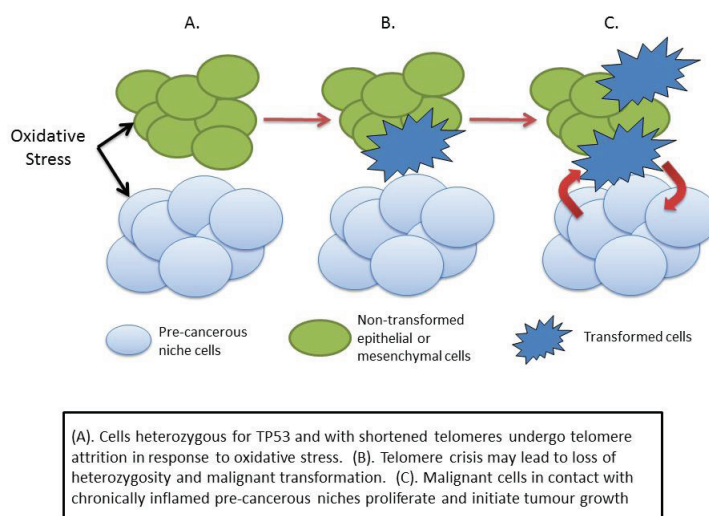 A.
B.
C.
Oxidative
Stress
Pre-cancerous
niche cells
Non-transformed
epithelial or
mesenchymal cells
Transformed cells
(A). Cells heterozygous for TP53 and with shortened telomeres undergo telomere
attrition in response to oxidative stress. (B). Telomere crisis may lead to loss of
heterozygosity and malignant transformation. (C). Malignant cells in contact with
chronically inflamed pre-cancerous niches proliferate and initiate tumour growth